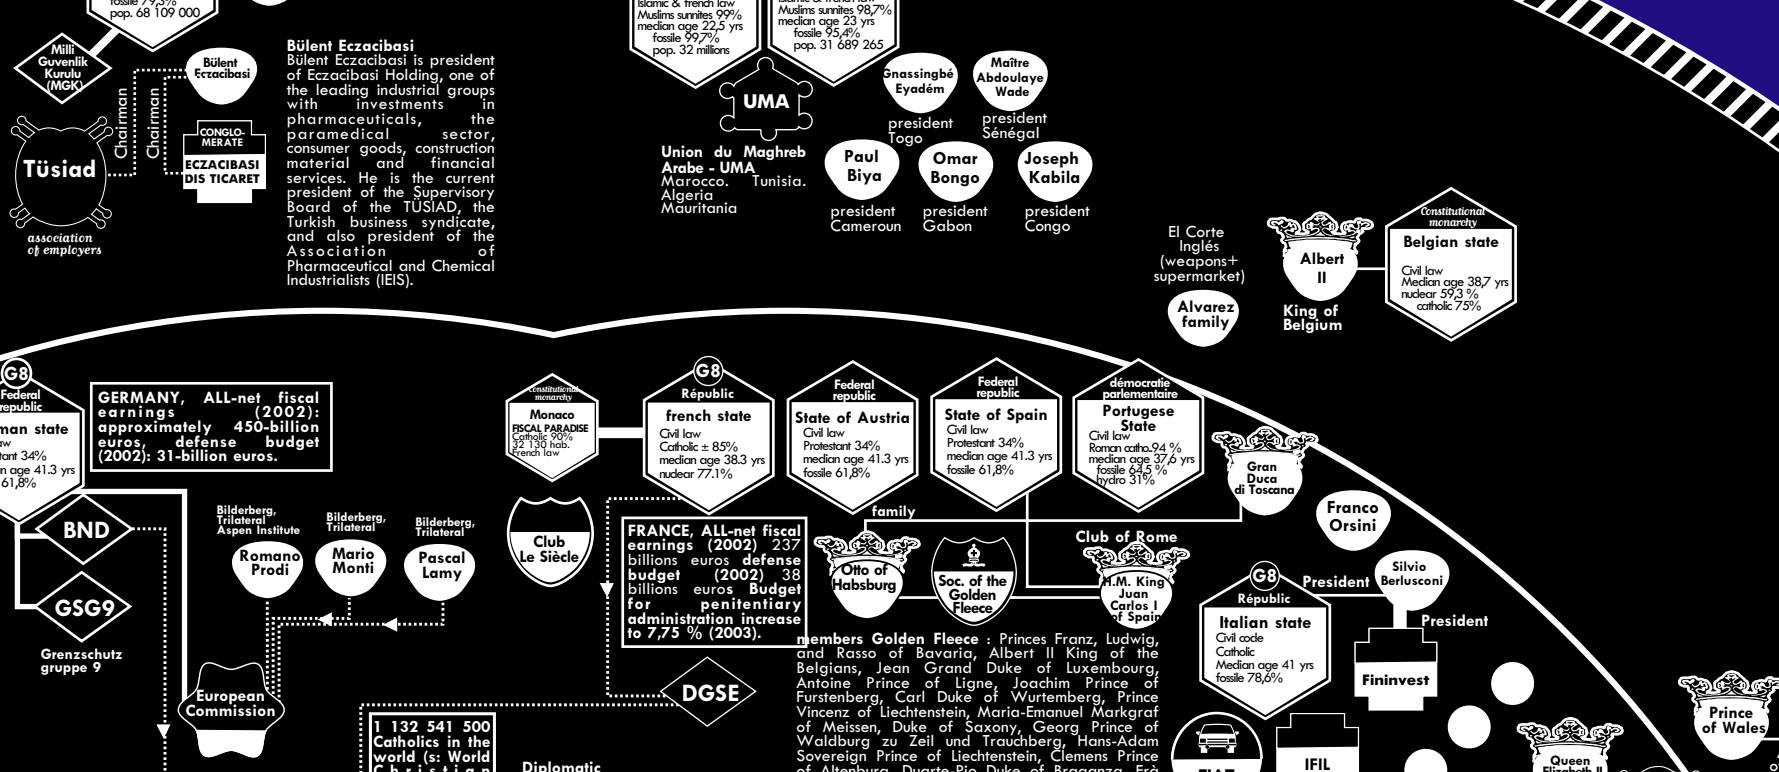 fossile 79,3%
pop. 68 109 000
Milli
Guvenlik
Kurulu
(MGK)
Bülent
Eczacibasi
Chairman
Chairman
Tüsiad
association
of employers
CONGLO-
MERATE
ECZACIBASI
DIS TICARET
Bülent Eczacibasi
Bülent Eczacibasi is president
of Eczacibasi Holding, one of
the leading industrial groups
with investments in
pharmaceuticals, the
paramedical sector,
consumer goods, construction
material and financial
services. He is the current
president of the Supervisory
Board of the TÜSIAD, the
Turkish business syndicate,
and also president of the
Association of
Pharmaceutical and Chemical
Industrialists (IEIS).
Islamic & french law
Muslims sunnites 99%
median age 22,5 yrs
fossile 99,7%
pop. 32 millions
Muslims sunnites 98,7%
median age 23 yrs
fossile 95,4%
pop. 31 689 265
UMA
Union du Maghreb
Arabe - UMA
Marocco. Tunisia.
Algeria
Mauritania
Gnassingbé
Eyadém
president
Togo
Maître
Abdoulaye
Wade
president
Sénégal
Paul
Biya
president
Cameroun
Omar
Bongo
president
Gabon
Joseph
Kabila
president
Congo
El Corte
Inglés
(weapons+
supermarket)
Alvarez
family
Albert
II
King of
Belgium
Constitutional
monarchy
Belgian state
Civil law
Median age 38,7 yrs
nuclear 59,3 %
catholic 75%
G8
Federal
republic
man state
aw
tant 34%
n age 41.3 yrs
61,8%
GERMANY, ALL-net fiscal
earnings (2002):
approximately 450-billion
euros, defense budget
(2002): 31-billion euros.
Constitutional
monarchy
Monaco
FISCAL PARADISE
Catholic 90%
32 130 hab.
French law
G8
Républic
french state
Civil law
Catholic ± 85%
median age 38.3 yrs
nudear 77.1%
Federal
republic
State of Austria
Civil law
Protestant 34%
median age 41.3 yrs
fossile 61,8%
Federal
republic
State of Spain
Civil law
Protestant 34%
median age 41.3 yrs
fossile 61,8%
démocratie
parlementaire
Portugese
State
Civil law
Roman catho.94 %
median age 37,6 yrs
fossile 64,5 %
hydro 31%
Gran
Duca
di Toscana
Franco
Orsini
BND
GSG9
Grenzschutz
gruppe 9
Bilderberg,
Trilateral
Aspen Institute
Romano
Prodi
Bilderberg,
Trilateral
Mario
Monti
Bilderberg,
Trilateral
Pascal
Lamy
European
Commission
Club
Le Siècle
FRANCE, ALL-net fiscal
earnings (2002) 237
billions euros defense
budget (2002) 38
billions euros Budget
for penitentiary
administration increase
to 7,75 % (2003).
DGSE
1 132 541 500
Catholics in the
world (s: World
Christian
Diplomatic
family
Otto of
Habsburg
Soc. of the
Golden
Fleece
Club of Rome
H.M. King
Juan
Carlos I
of Spain
members Golden Fleece : Princes Franz, Ludwig,
and Rasso of Bavaria, Albert II King of the
Belgians, Jean Grand Duke of Luxembourg,
Antoine Prince of Ligne, Joachim Prince of
Furstenberg, Carl Duke of Wurtemberg, Prince
Vincenz of Liechtenstein, Maria-Emanuel Markgraf
of Meissen, Duke of Saxony, Georg Prince of
Waldburg zu Zeil und Trauchberg, Hans-Adam
Sovereign Prince of Liechtenstein, Clemens Prince
of Altenburg, Duarte-Pio Duke of Braganza, Frà
G8
Républic
Italian state
Civil code
Catholic
Median age 41 yrs
fossile 78,6%
President
Silvio
Berlusconi
President
Fininvest
FIAT
IFIL
Queen
Elizabeth II
Prince
of Wales